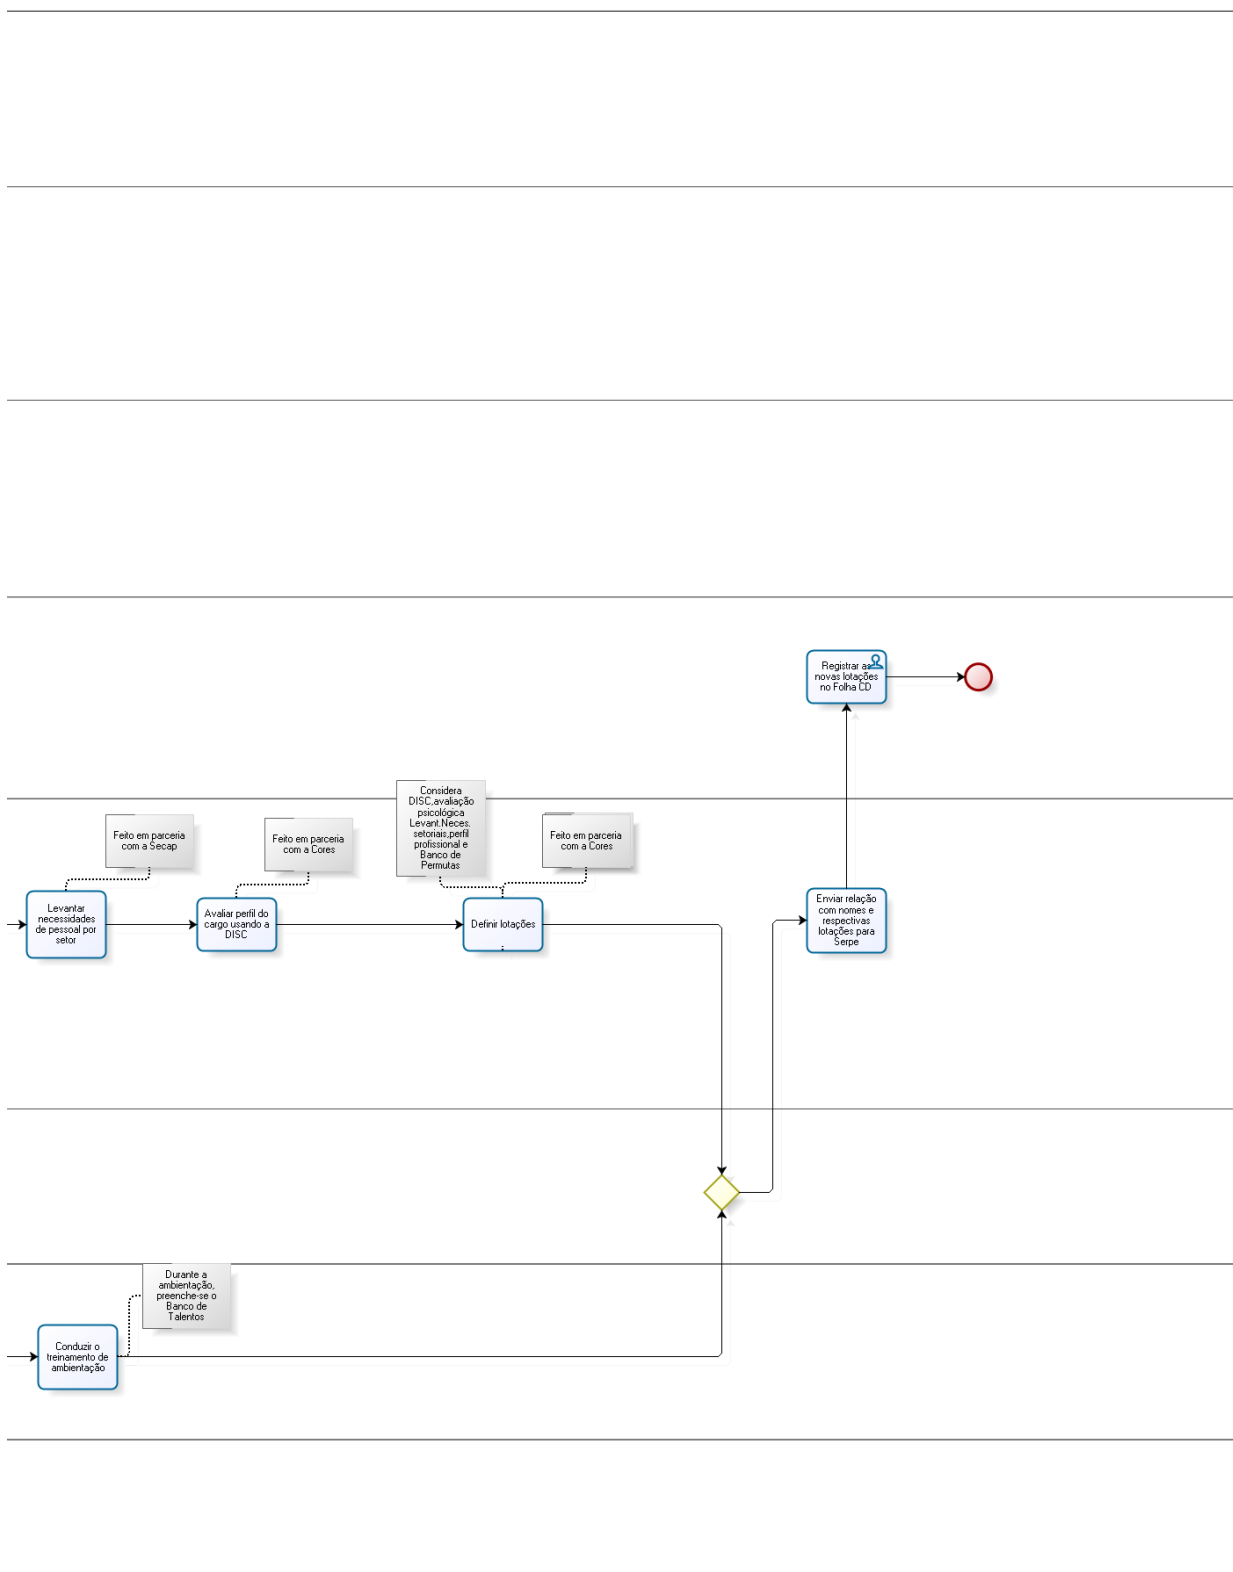 Registrar as
novas lotações
no Folha CD
Considera
DISC,avaliação
psicológica
Levant.Neces.
setoriais,perfil
profissional e
Banco de
Permutas
Feito em parceria
com a Secap
Feito em parceria
com a Cores
Feito em parceria
com a Cores
Levantar
necessidades
de pessoal por
setor
Avaliar perfil do
cargo usando a
DISC
Definir lotações
Enviar relação
com nomes e
respectivas
lotações para
Serpe
Durante a
ambientação,
preenche-se o
Banco de
Talentos
Conduzir o
treinamento de
ambientação